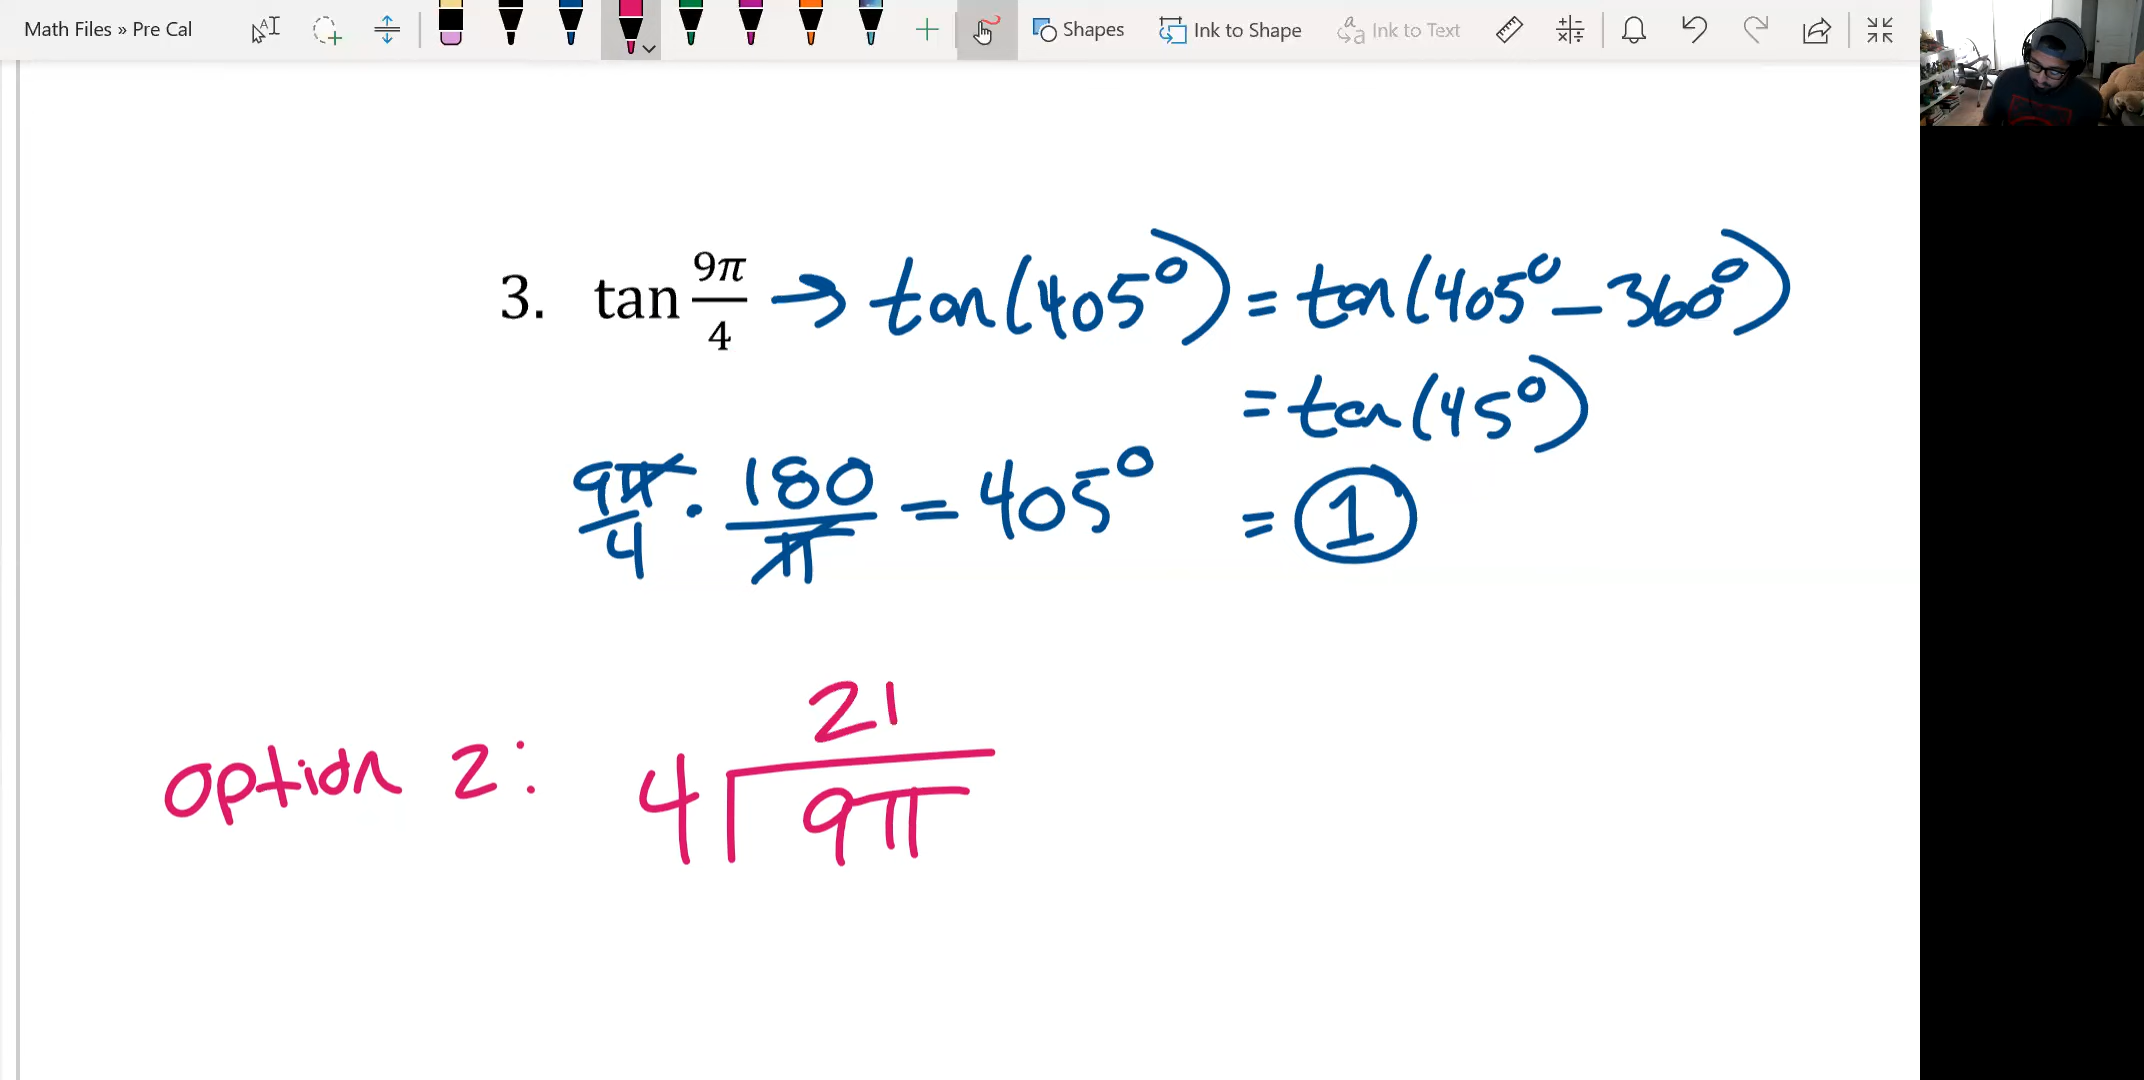 Math Files » Pre Cal
Shapes
Ink to Shape
Ink to Text
3. tan 9π/4 → tan(405°) = tan(405° − 360°)
= tan(45°)
9π/4 · 180/π = 405°
= 1
option 2:
21
4 9π